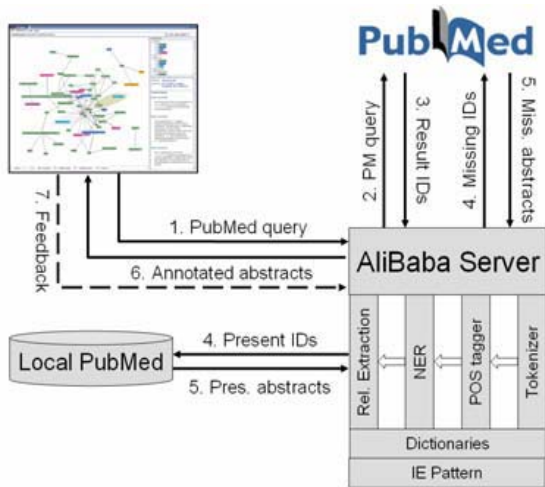 PubMed
7. Feedback
1. PubMed query
6. Annotated abstracts
2. PM query
3. Result IDs
4. Missing IDs
5. Miss. abstracts
AliBaba Server
Local PubMed
4. Present IDs
5. Pres. abstracts
Rel. Extraction
NER
POS tagger
Tokenizer
Dictionaries
IE Pattern